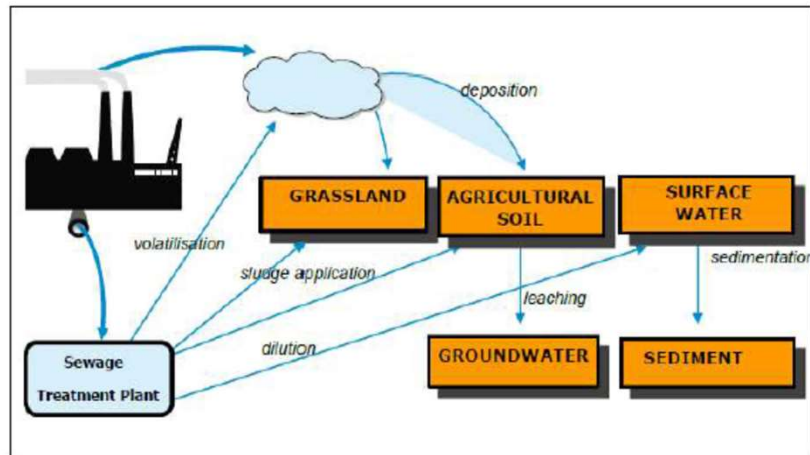 deposition
GRASSLAND
AGRICULTURAL
SOIL
SURFACE
WATER
volatilisation
sludge application
sedimentation
leaching
dilution
Sewage
Treatment Plant
GROUNDWATER
SEDIMENT